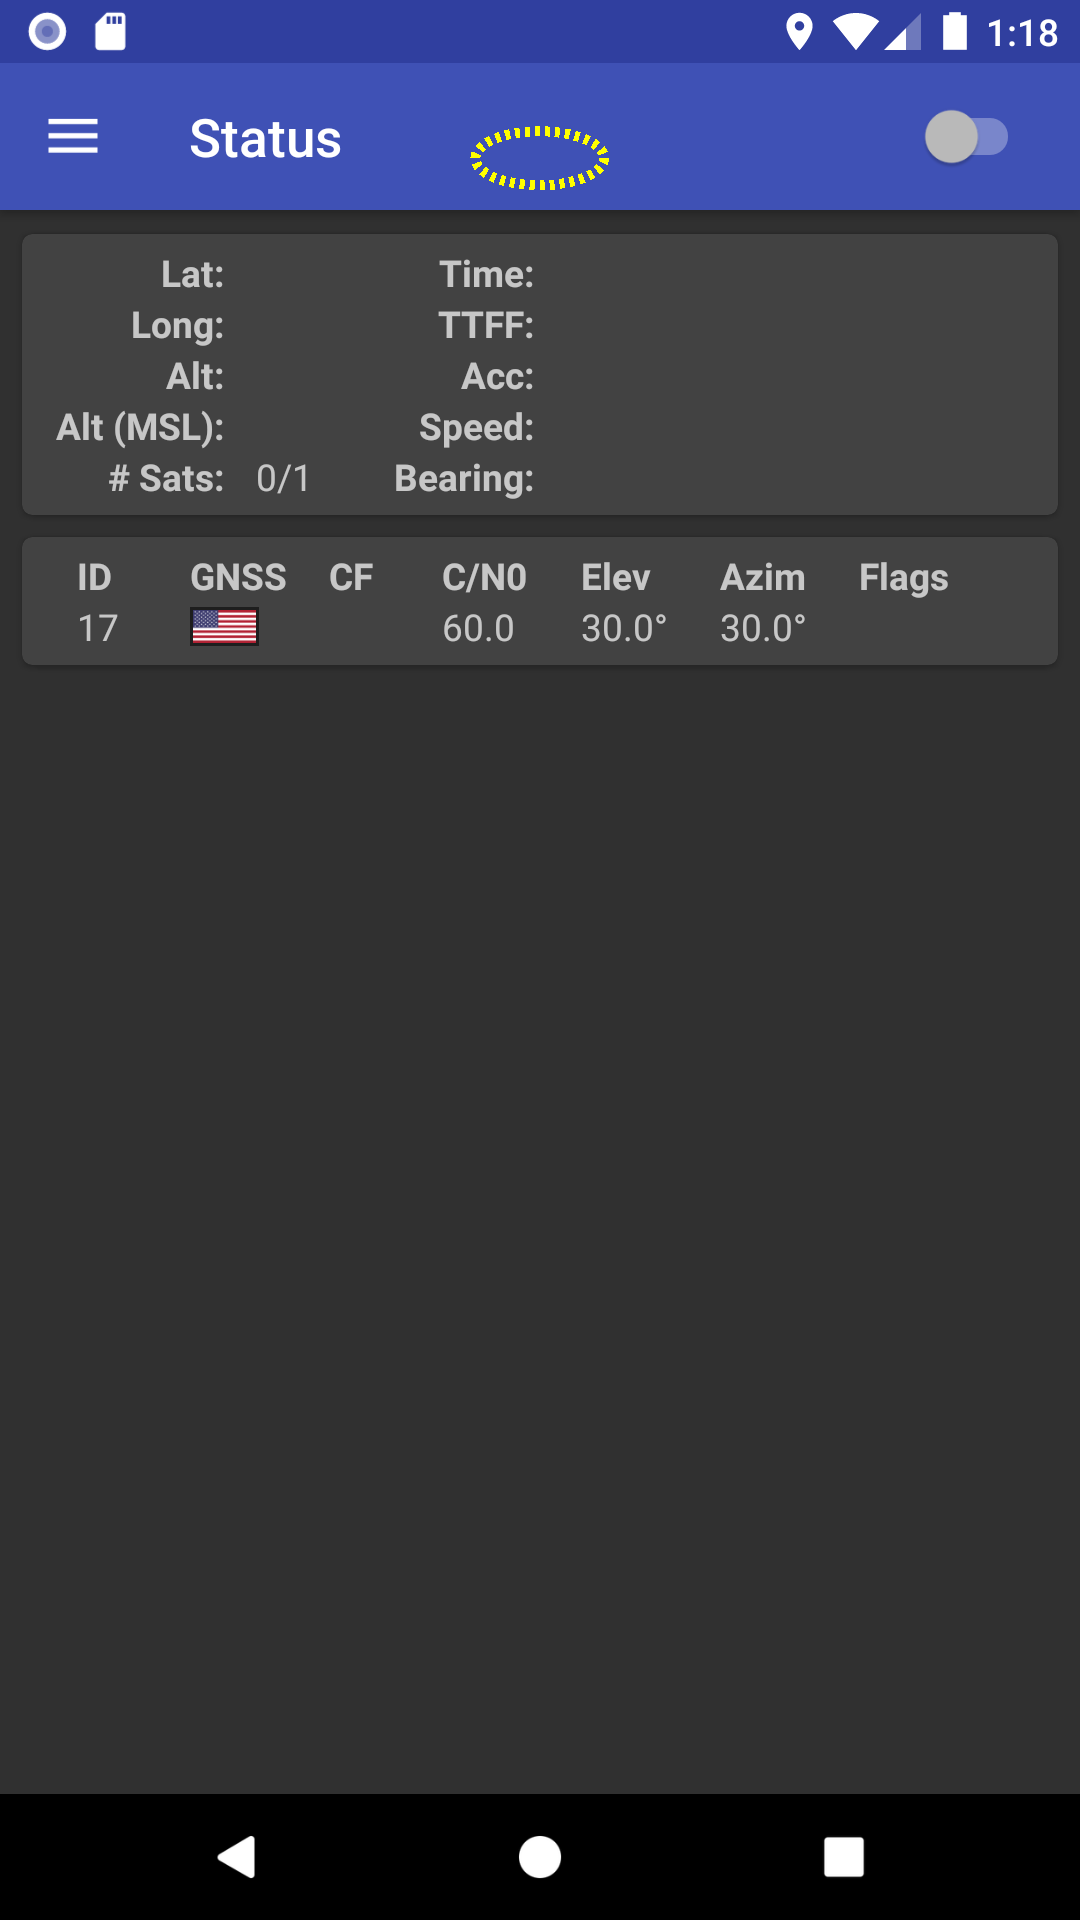 1:18
Status
Lat: Time:
Long: TTFF:
Alt: Acc:
Alt (MSL): Speed:
# Sats: 0/1 Bearing:
ID GNSS CF C/N0 Elev Azim Flags
17 60.0 30.0° 30.0°